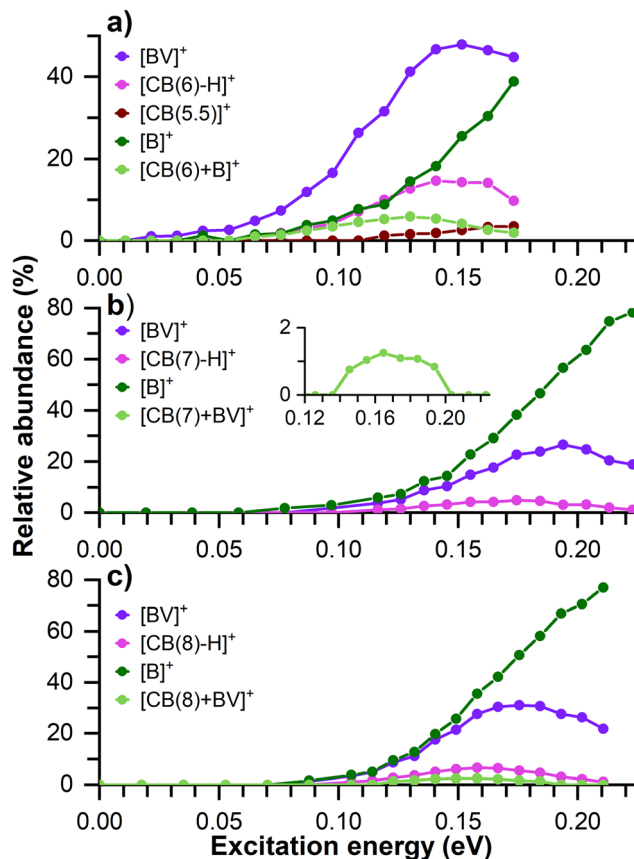 a)
[BV]⁺
[CB(6)-H]⁺
[CB(5.5)]⁺
[B]⁺
[CB(6)+B]⁺
40
20
0
0.00 0.05 0.10 0.15 0.20
Relative abundance (%)
b)
[BV]⁺
[CB(7)-H]⁺
[B]⁺
[CB(7)+BV]⁺
2
0
0.12 0.16 0.20
80
60
40
20
0
0.00 0.05 0.10 0.15 0.20
c)
[BV]⁺
[CB(8)-H]⁺
[B]⁺
[CB(8)+BV]⁺
80
60
40
20
0
0.00 0.05 0.10 0.15 0.20
Excitation energy (eV)